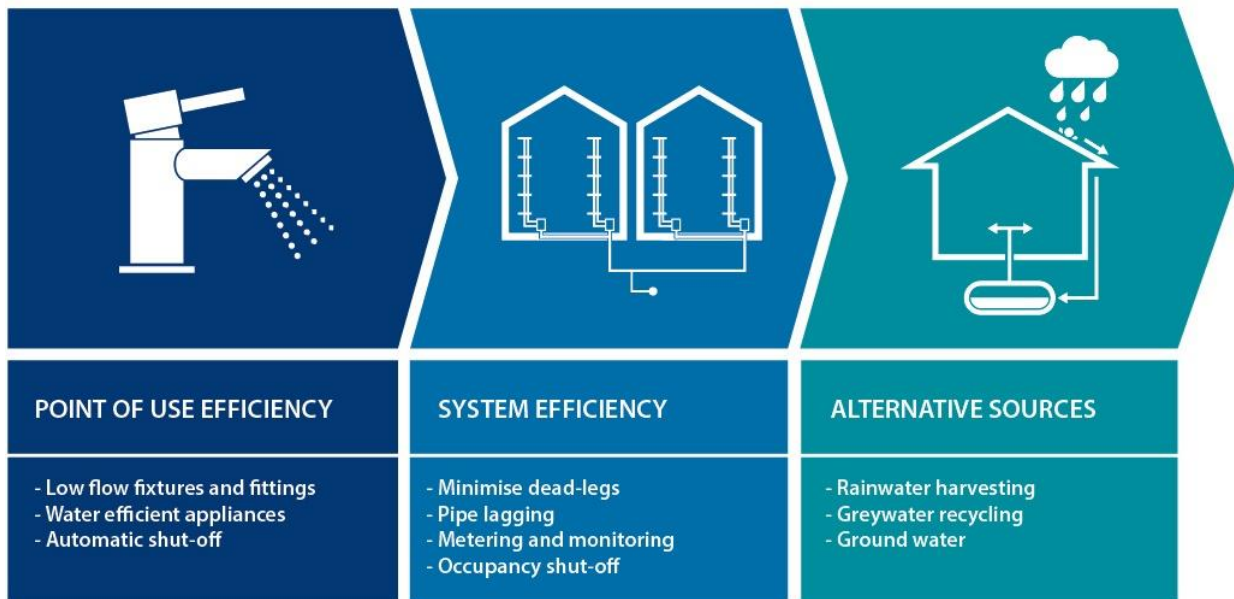 POINT OF USE EFFICIENCY
- Low flow fixtures and fittings
- Water efficient appliances
- Automatic shut-off
SYSTEM EFFICIENCY
- Minimise dead-legs
- Pipe lagging
- Metering and monitoring
- Occupancy shut-off
ALTERNATIVE SOURCES
- Rainwater harvesting
- Greywater recycling
- Ground water